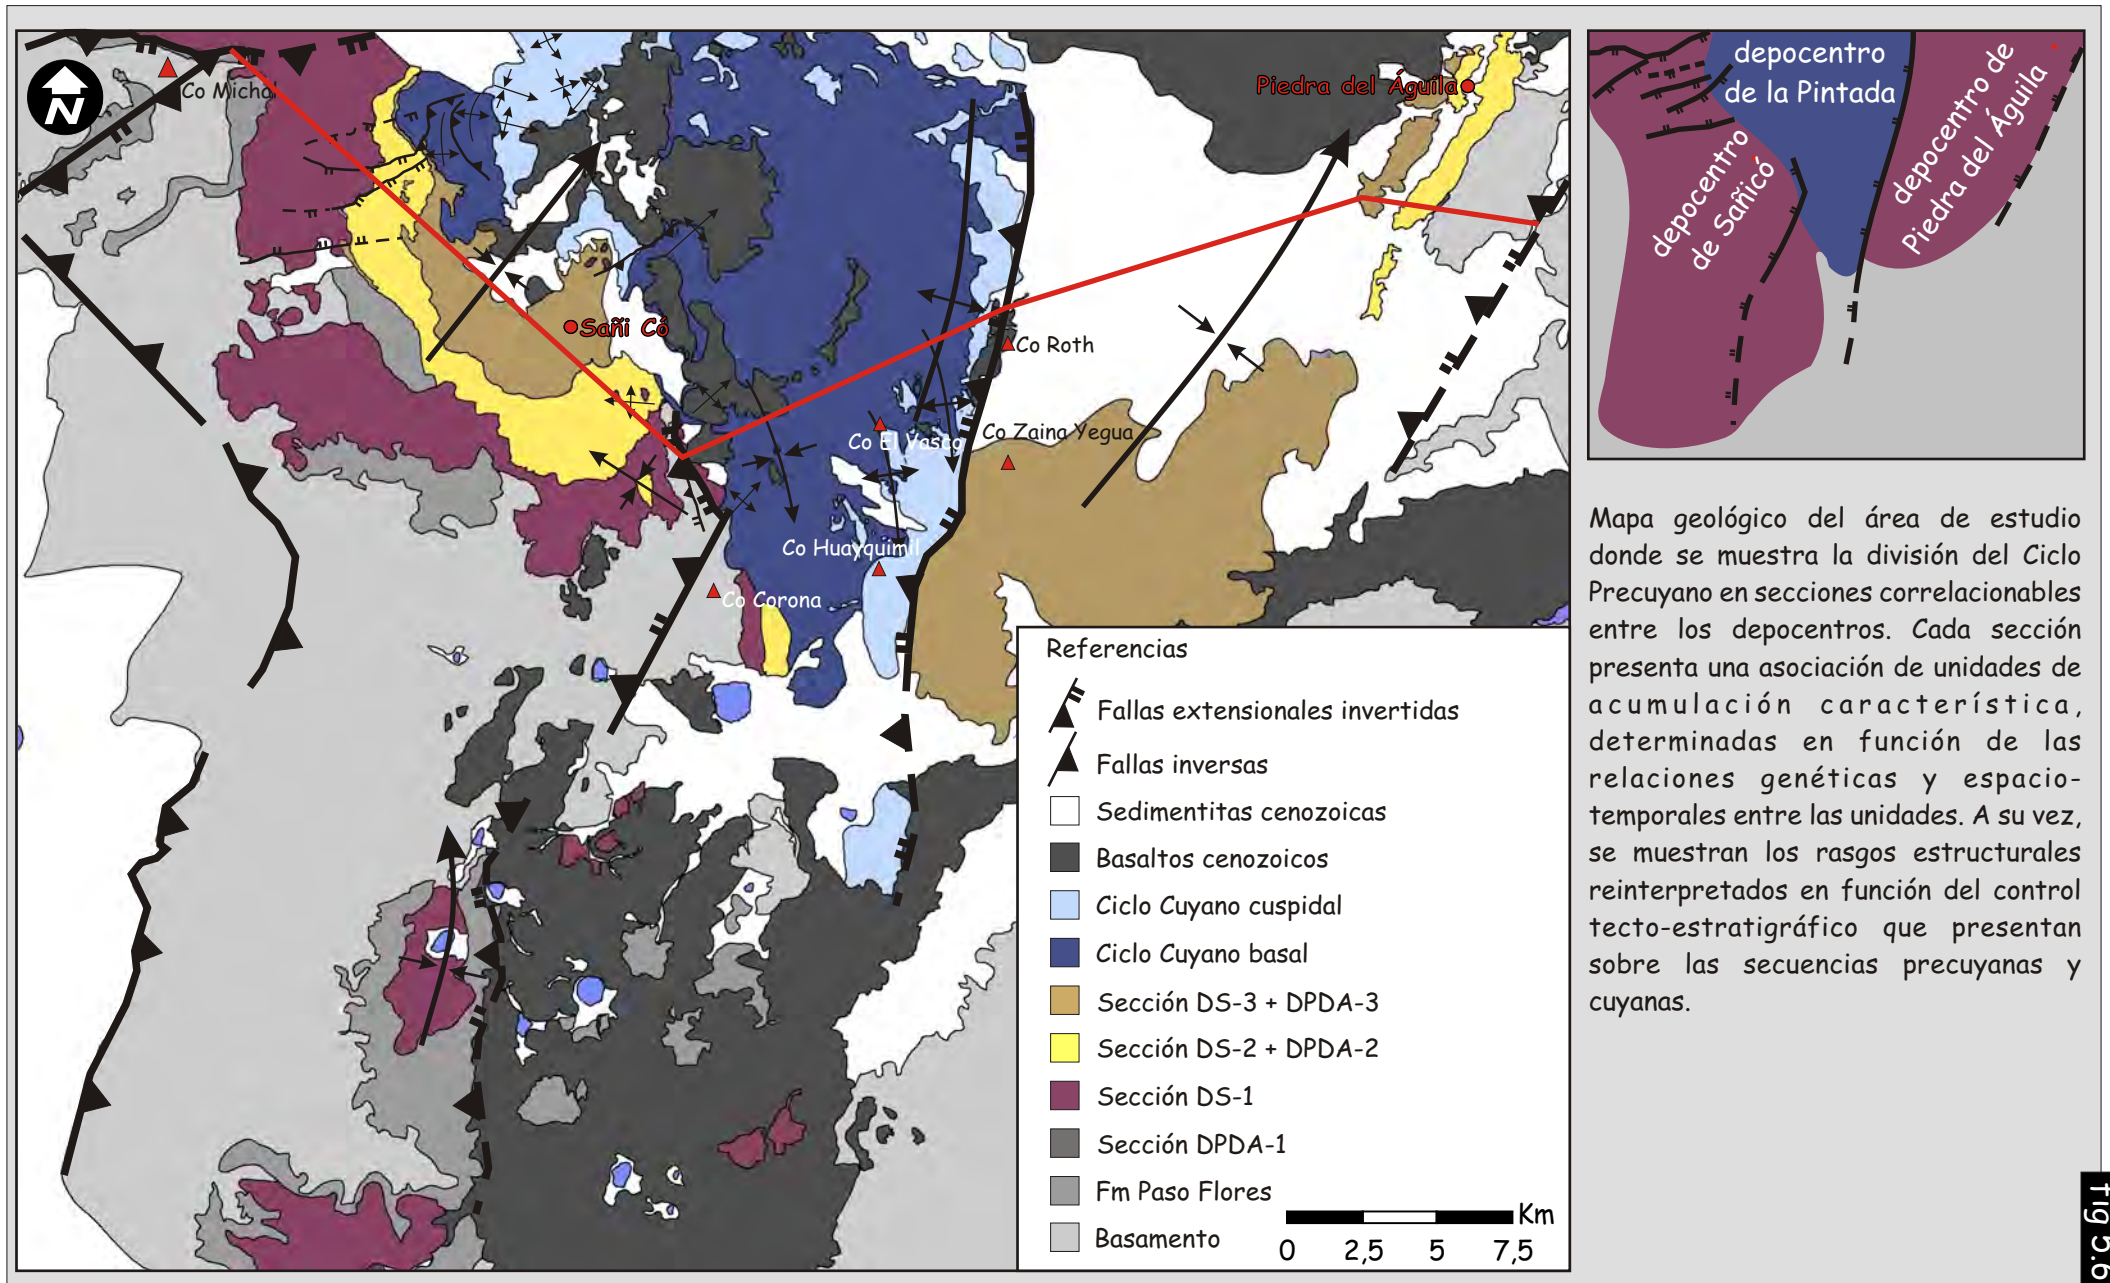 N
Co Michai
Piedra del Águila
Sañi Có
Co Roth
Co El Vasco
Co Zaina Yegua
Co Huayquimil
Co Corona
Referencias
Fallas extensionales invertidas
Fallas inversas
Sedimentitas cenozoicas
Basaltos cenozoicos
Ciclo Cuyano cuspidal
Ciclo Cuyano basal
Sección DS-3 + DPDA-3
Sección DS-2 + DPDA-2
Sección DS-1
Sección DPDA-1
Fm Paso Flores
Basamento
Km
0 2,5 5 7,5
depocentro
de la Pintada
depocentro
de Sañicó
depocentro de
Piedra del Águila
Mapa geológico del área de estudio
donde se muestra la división del Ciclo
Precuyano en secciones correlacionables
entre los depocentros. Cada sección
presenta una asociación de unidades de
acumulación característica,
determinadas en función de las
relaciones genéticas y espacio-
temporales entre las unidades. A su vez,
se muestran los rasgos estructurales
reinterpretados en función del control
tecto-estratigráfico que presentan
sobre las secuencias precuyanas y
cuyanas.
fig 5.6